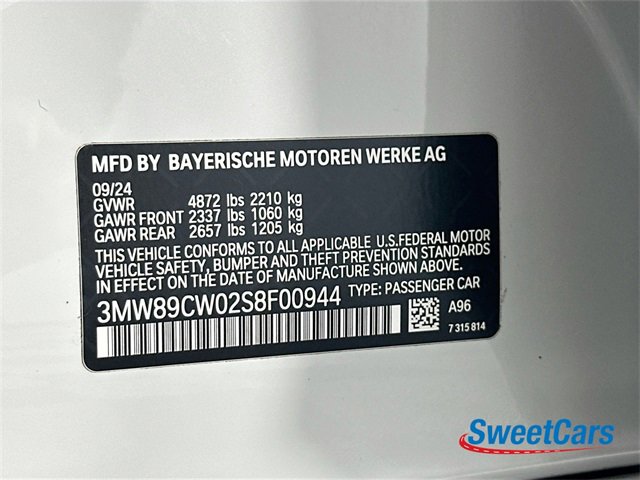 MFD BY BAYERISCHE MOTOREN WERKE AG
09/24
GVWR 4872 lbs 2210 kg
GAWR FRONT 2337 lbs 1060 kg
GAWR REAR 2657 lbs 1205 kg
THIS VEHICLE CONFORMS TO ALL APPLICABLE U.S.FEDERAL MOTOR
VEHICLE SAFETY, BUMPER AND THEFT PREVENTION STANDARDS
IN EFFECT ON THE DATE OF MANUFACTURE SHOWN ABOVE.
3MW89CW02S8F00944 TYPE: PASSENGER CAR
A96
7 315 814
SweetCars